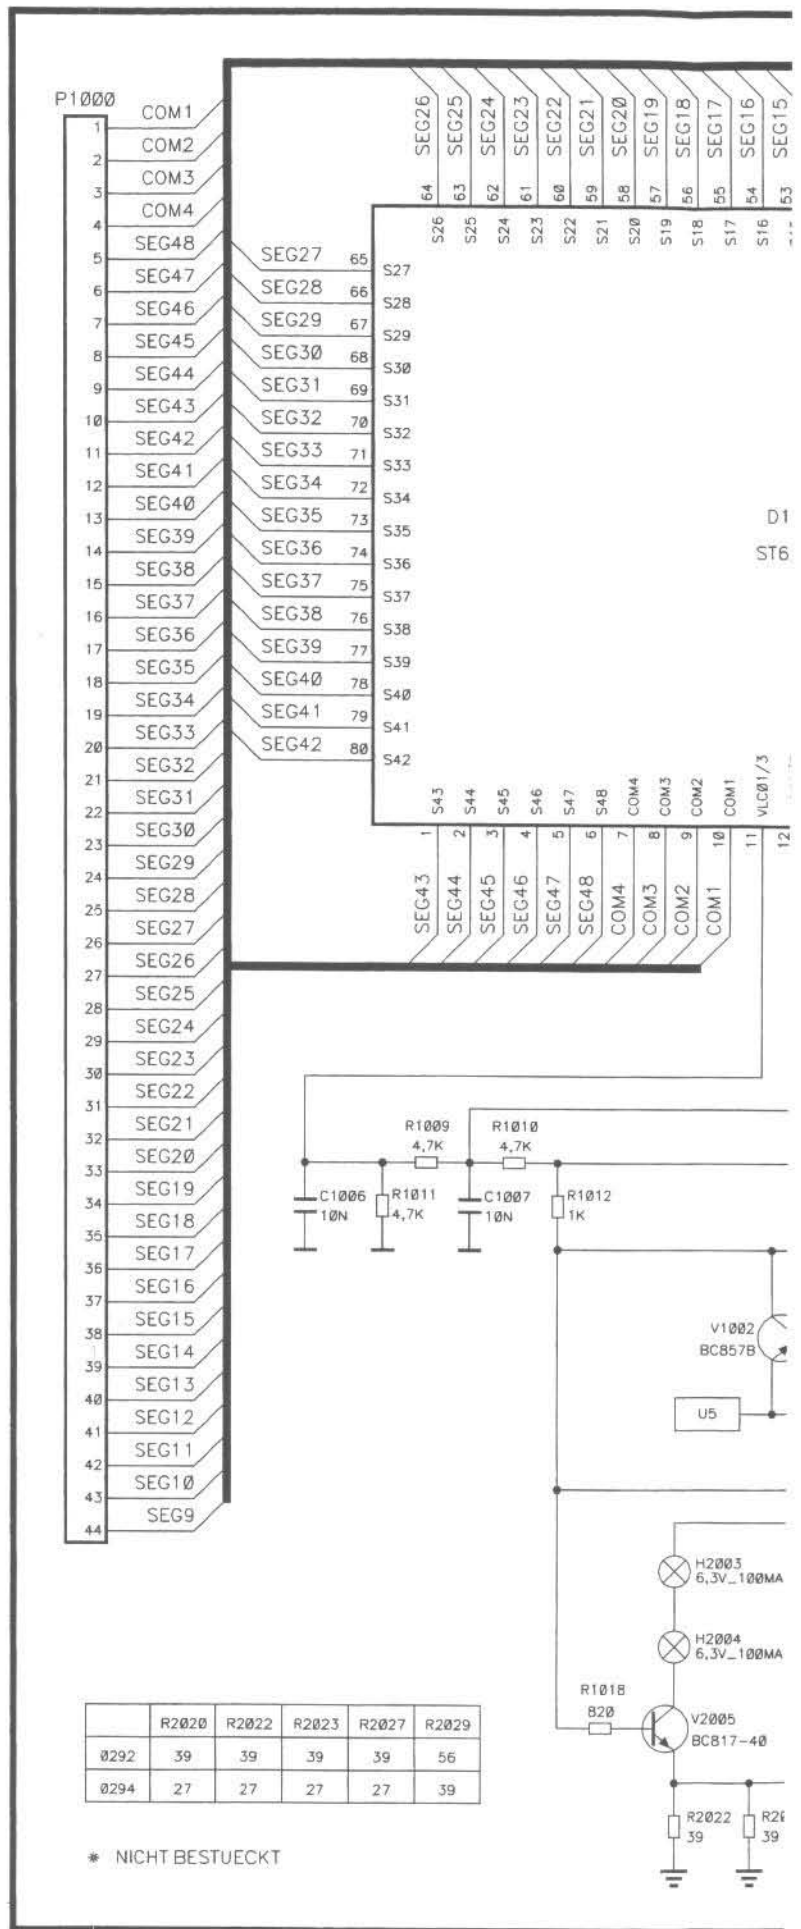 P1000
1 COM1
2 COM2
3 COM3
4 COM4
5 SEG48
6 SEG47
7 SEG46
8 SEG45
9 SEG44
10 SEG43
11 SEG42
12 SEG41
13 SEG40
14 SEG39
15 SEG38
16 SEG37
17 SEG36
18 SEG35
19 SEG34
20 SEG33
21 SEG32
22 SEG31
23 SEG30
24 SEG29
25 SEG28
26 SEG27
27 SEG26
28 SEG25
29 SEG24
30 SEG23
31 SEG22
32 SEG21
33 SEG20
34 SEG19
35 SEG18
36 SEG17
37 SEG16
38 SEG15
39 SEG14
40 SEG13
41 SEG12
42 SEG11
43 SEG10
44 SEG9
SEG26 64 S26
SEG25 63 S25
SEG24 62 S24
SEG23 61 S23
SEG22 60 S22
SEG21 59 S21
SEG20 58 S20
SEG19 57 S19
SEG18 56 S18
SEG17 55 S17
SEG16 54 S16
SEG15 53
SEG27 65 S27
SEG28 66 S28
SEG29 67 S29
SEG30 68 S30
SEG31 69 S31
SEG32 70 S32
SEG33 71 S33
SEG34 72 S34
SEG35 73 S35
SEG36 74 S36
SEG37 75 S37
SEG38 76 S38
SEG39 77 S39
SEG40 78 S40
SEG41 79 S41
SEG42 80 S42
D1
ST6
SEG43 1 S43
SEG44 2 S44
SEG45 3 S45
SEG46 4 S46
SEG47 5 S47
SEG48 6 S48
COM4 7 COM4
COM3 8 COM3
COM2 9 COM2
COM1 10 COM1
11 VLC01/3
12
R1009
4,7K
R1010
4,7K
C1006
10N
R1011
4,7K
C1007
10N
R1012
1K
V1002
BC857B
U5
H2003
6,3V_100MA
H2004
6,3V_100MA
R1018
820
V2005
BC817-40
R2022
39
R20
39
R2020 R2022 R2023 R2027 R2029
0292 39 39 39 39 56
0294 27 27 27 27 39
* NICHT BESTUECKT